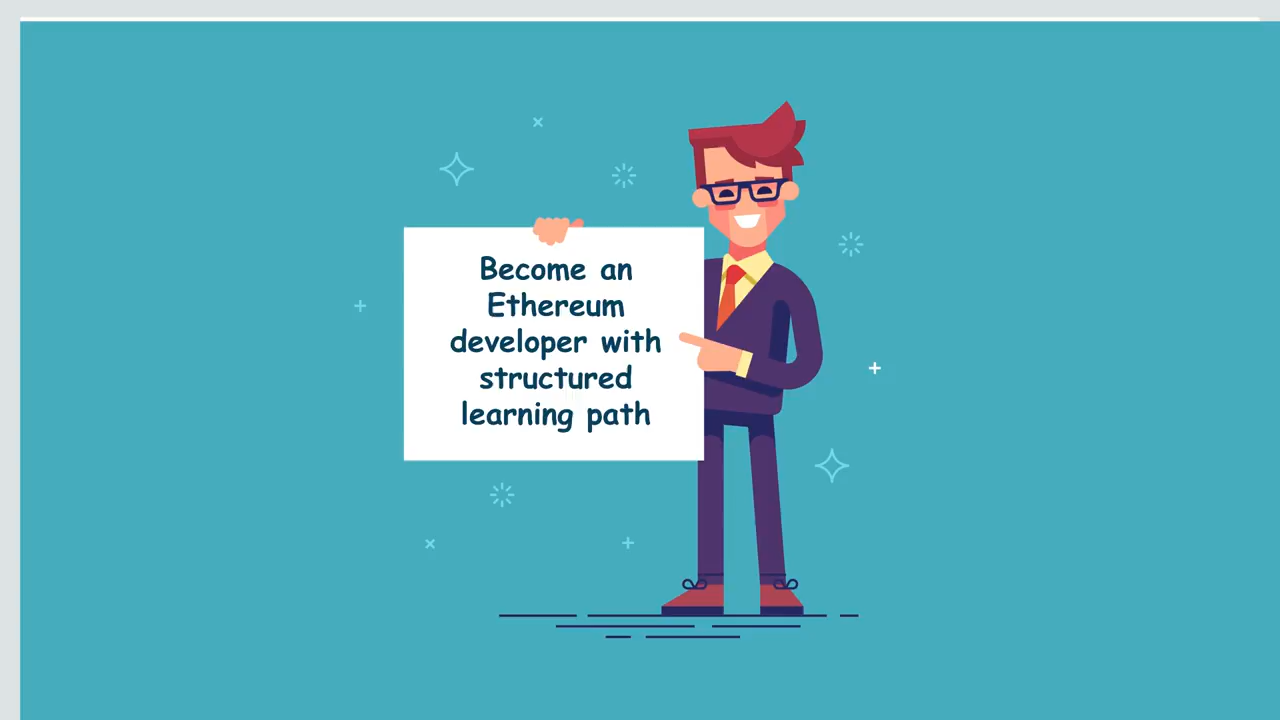 Become an
Ethereum
developer with
structured
learning path